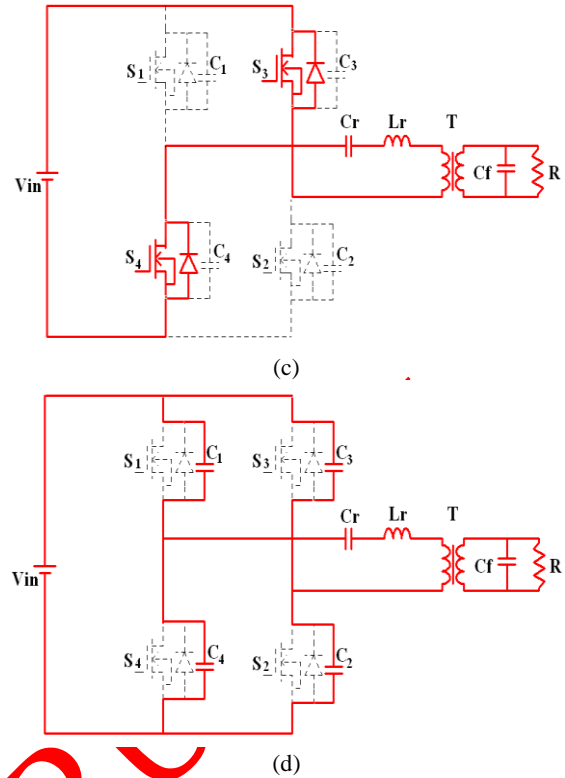 S1 C1 S3 C3
Cr Lr T
Vin Cf R
S4 C4 S2 C2
(c)
S1 C1 S3 C3
Cr Lr T
Vin Cf R
S4 C4 S2 C2
(d)